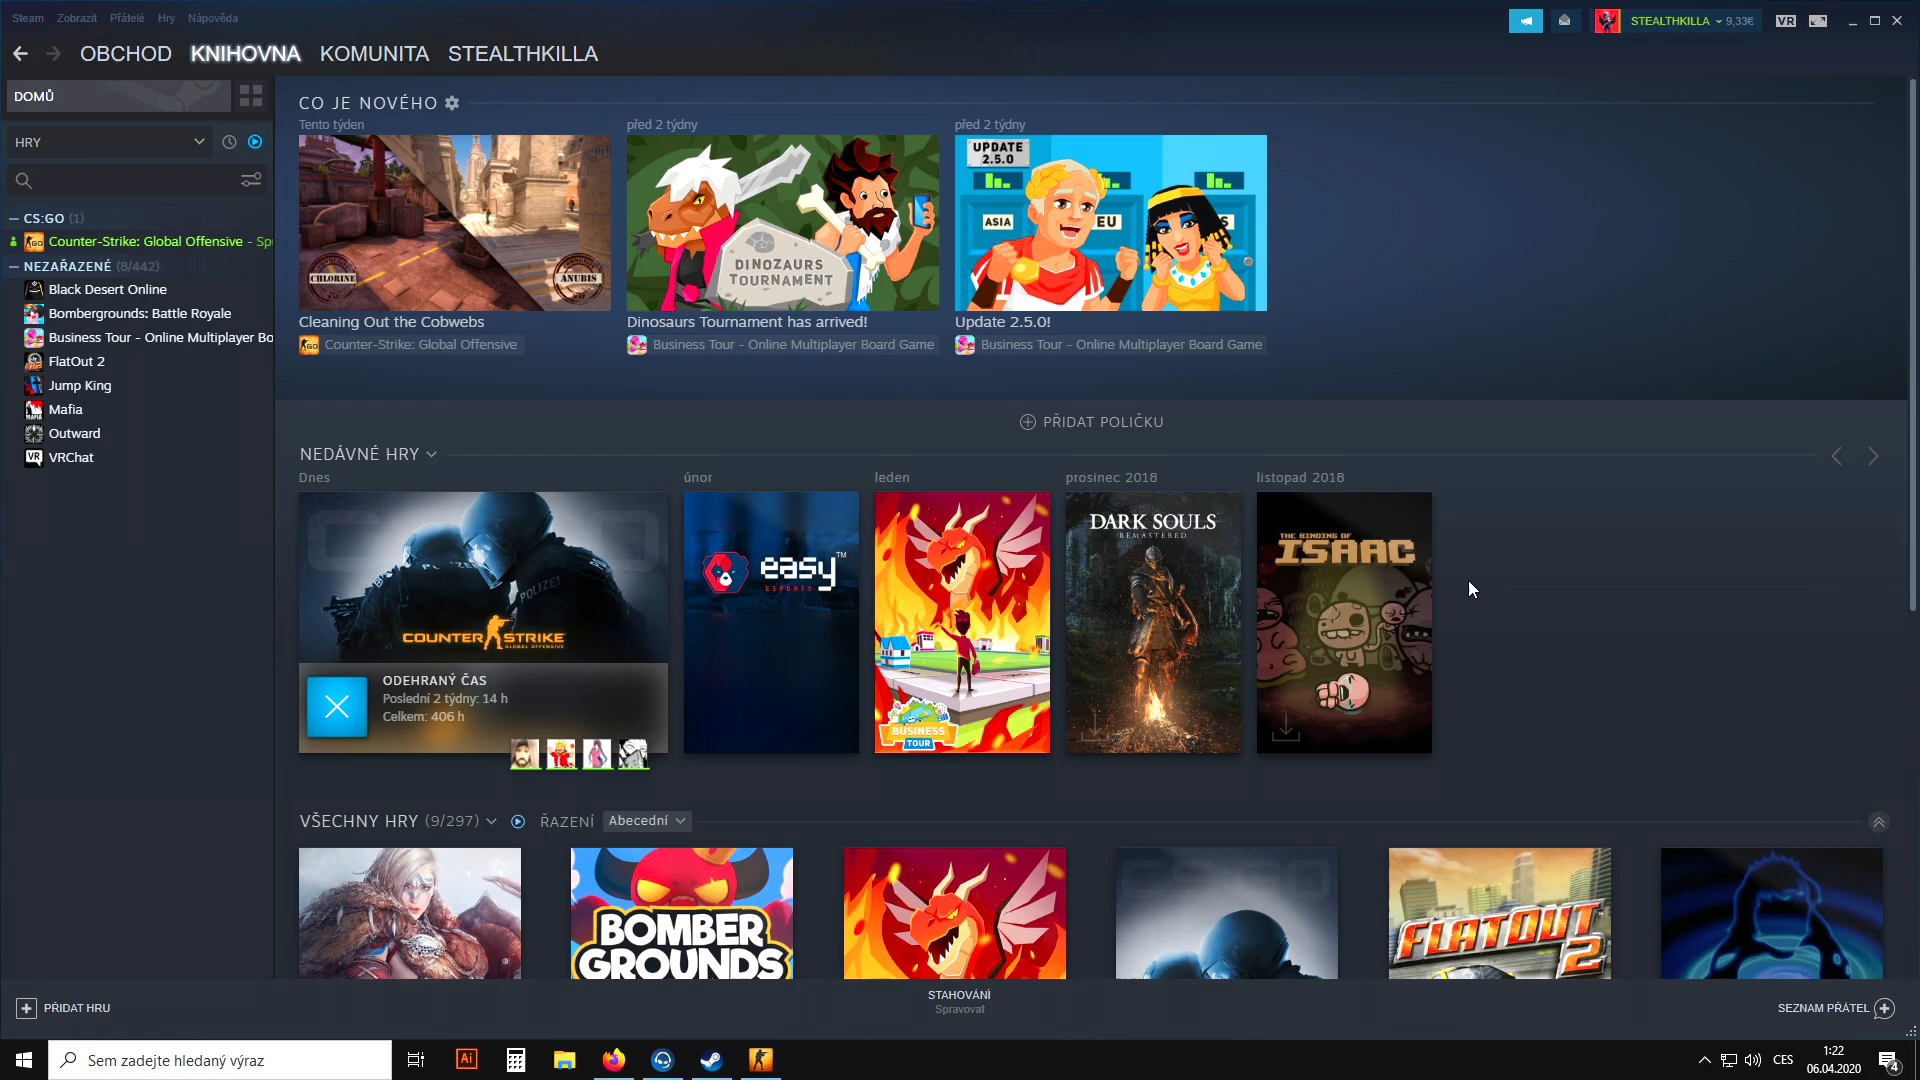 Steam Zobrazit Přátelé Hry Nápověda
STEALTHKILLA 9,33€ VR
OBCHOD KNIHOVNA KOMUNITA STEALTHKILLA
DOMŮ
HRY
CS:GO (1)
Counter-Strike: Global Offensive - Spu
NEZAŘAZENÉ (8/442)
Black Desert Online
Bombergrounds: Battle Royale
Business Tour - Online Multiplayer Bo
FlatOut 2
Jump King
Mafia
Outward
VRChat
CO JE NOVÉHO
Tento týden
CHLORINE
ANUBIS
Cleaning Out the Cobwebs
Counter-Strike: Global Offensive
před 2 týdny
DINOZAURS
TOURNAMENT
Dinosaurs Tournament has arrived!
Business Tour - Online Multiplayer Board Game
před 2 týdny
UPDATE
2.5.0
ASIA EU S
Update 2.5.0!
Business Tour - Online Multiplayer Board Game
PŘIDAT POLIČKU
NEDÁVNÉ HRY
Dnes
POLIZEI
COUNTER STRIKE
GLOBAL OFFENSIVE
ODEHRANÝ ČAS
Poslední 2 týdny: 14 h
Celkem: 406 h
únor
easy™
ESPORTS
leden
BUSINESS
TOUR
prosinec 2018
DARK SOULS
REMASTERED
listopad 2018
THE BINDING OF
ISAAC
VŠECHNY HRY (9/297) ŘAZENÍ Abecední
BOMBER
GROUNDS
FLATOUT
2
PŘIDAT HRU
STAHOVÁNÍ
Spravovat
SEZNAM PŘÁTEL
Sem zadejte hledaný výraz
Ai
CES
1:22
06.04.2020
4